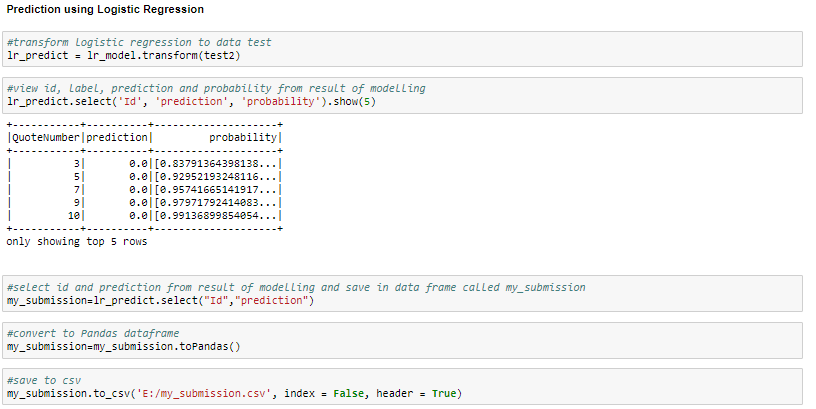 Prediction using Logistic Regression
#transform Logistic regression to data test
lr_predict = lr_model.transform(test2)
#view id, Label, prediction and probability from result of modelling
lr_predict.select('Id', 'prediction', 'probability').show(5)
+-----------+----------+--------------------+
|QuoteNumber|prediction|         probability|
+-----------+----------+--------------------+
|          3|       0.0|[0.83791364398138...|
|          5|       0.0|[0.92952193248116...|
|          7|       0.0|[0.95741665141917...|
|          9|       0.0|[0.97971792414083...|
|         10|       0.0|[0.99136899854054...|
+-----------+----------+--------------------+
only showing top 5 rows
#select id and prediction from result of modelling and save in data frame called my_submission
my_submission=lr_predict.select("Id","prediction")
#convert to Pandas dataframe
my_submission=my_submission.toPandas()
#save to csv
my_submission.to_csv('E:/my_submission.csv', index = False, header = True)